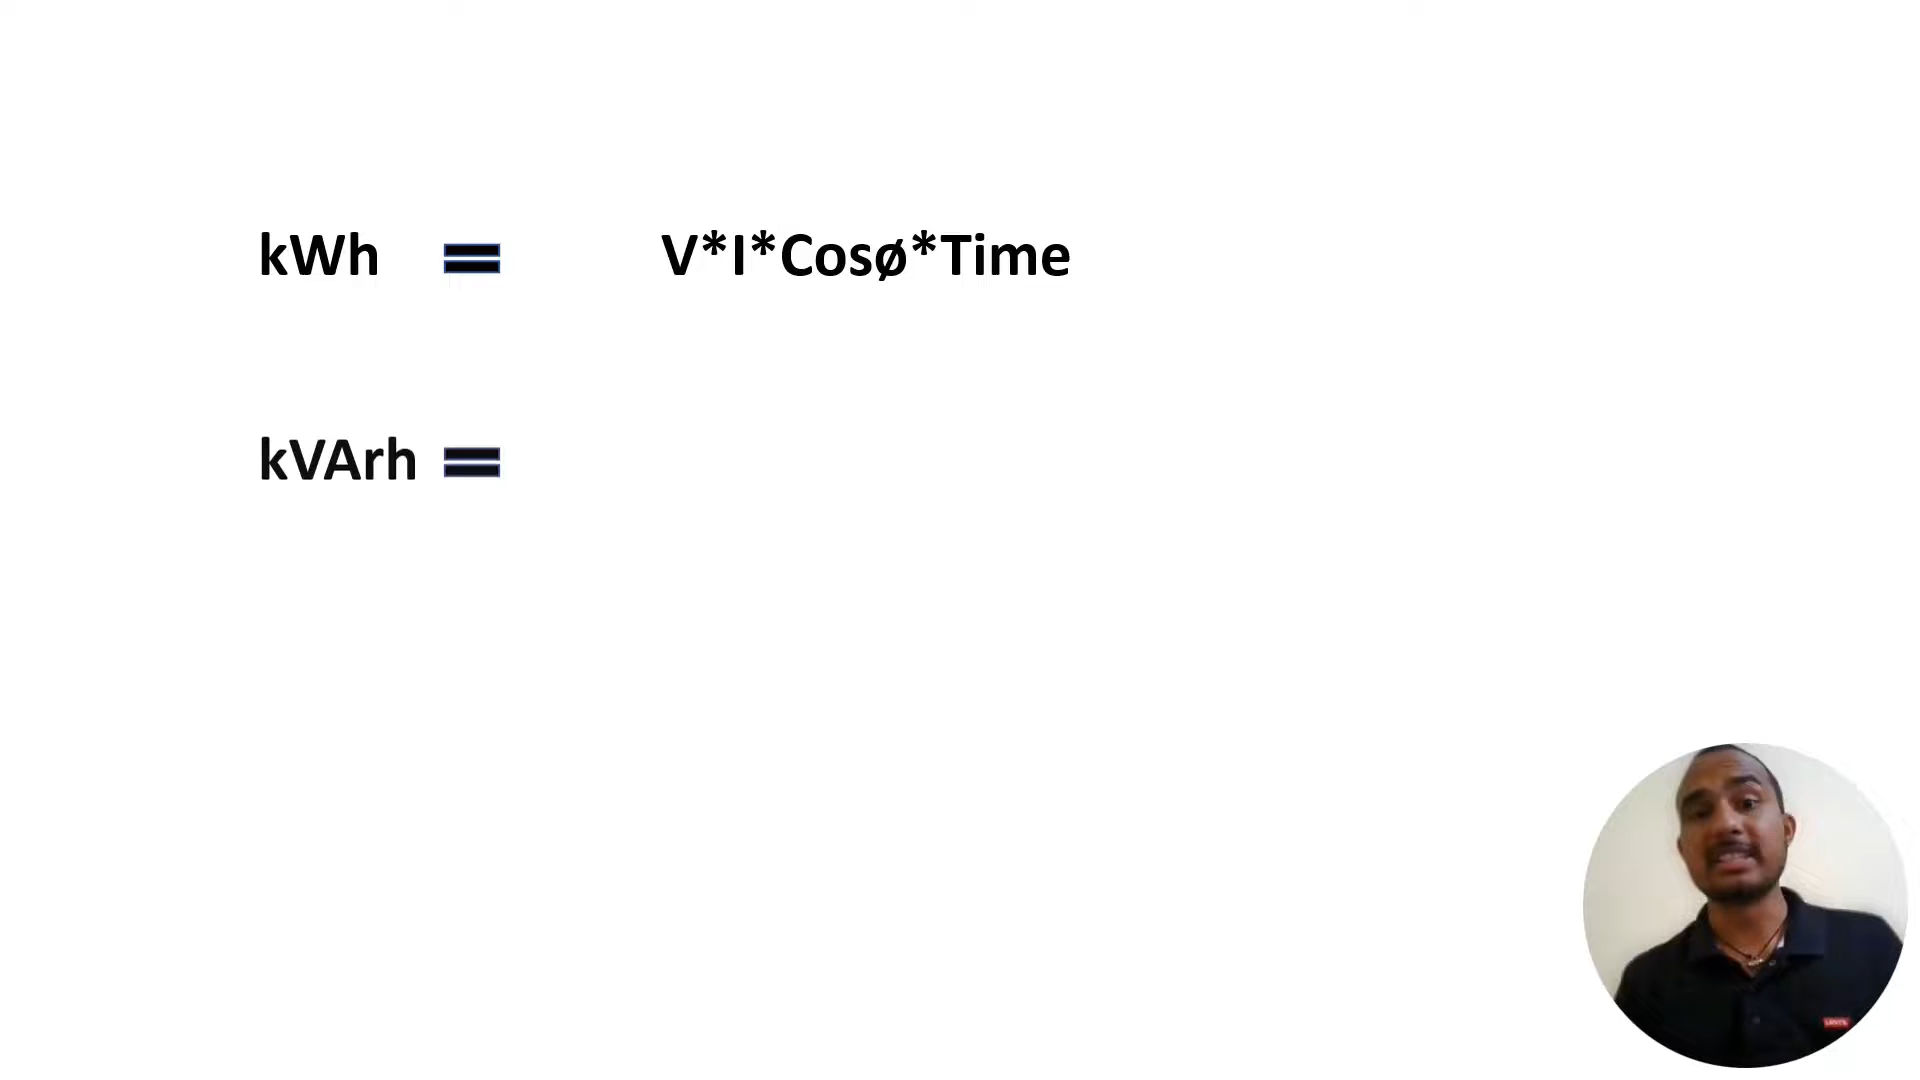 kWh = V*I*Cosø*Time
kVArh =